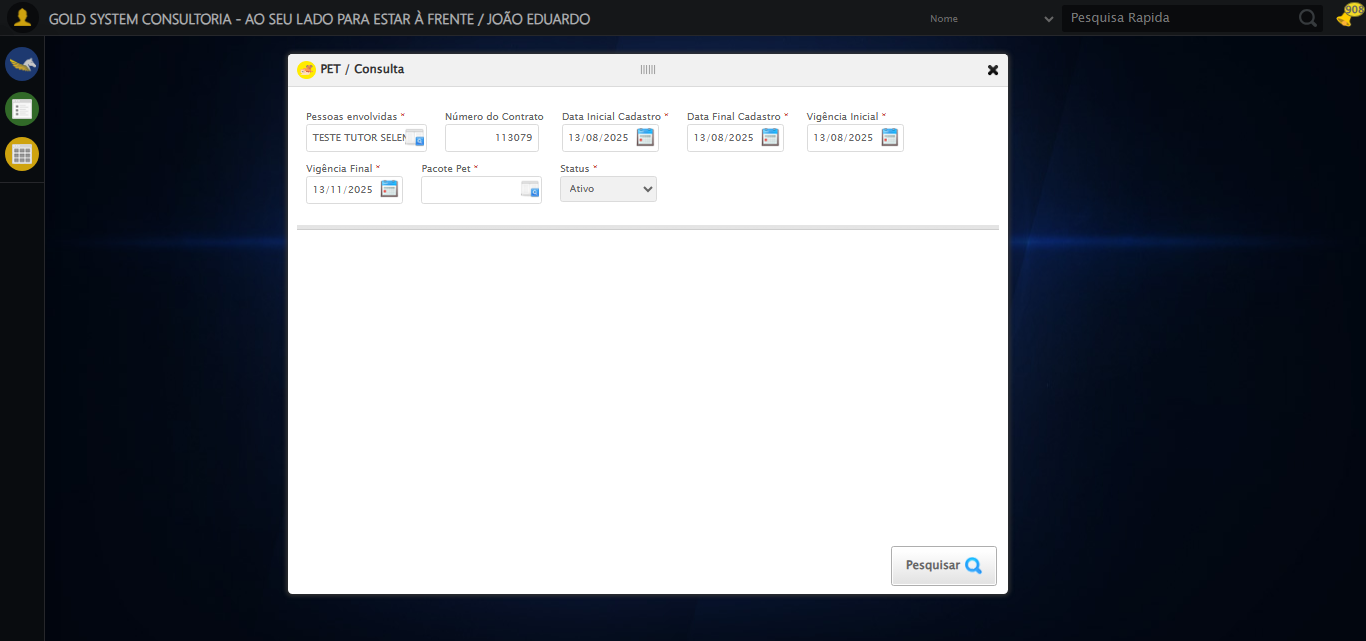 GOLD SYSTEM CONSULTORIA - AO SEU LADO PARA ESTAR À FRENTE / JOÃO EDUARDO
Nome
Pesquisa Rapida
908
PET / Consulta
Pessoas envolvidas *
Número do Contrato
Data Inicial Cadastro *
Data Final Cadastro *
Vigência Inicial *
TESTE TUTOR SELEN
113079
13/08/2025
13/08/2025
13/08/2025
Vigência Final *
Pacote Pet *
Status *
13/11/2025
Ativo
Pesquisar